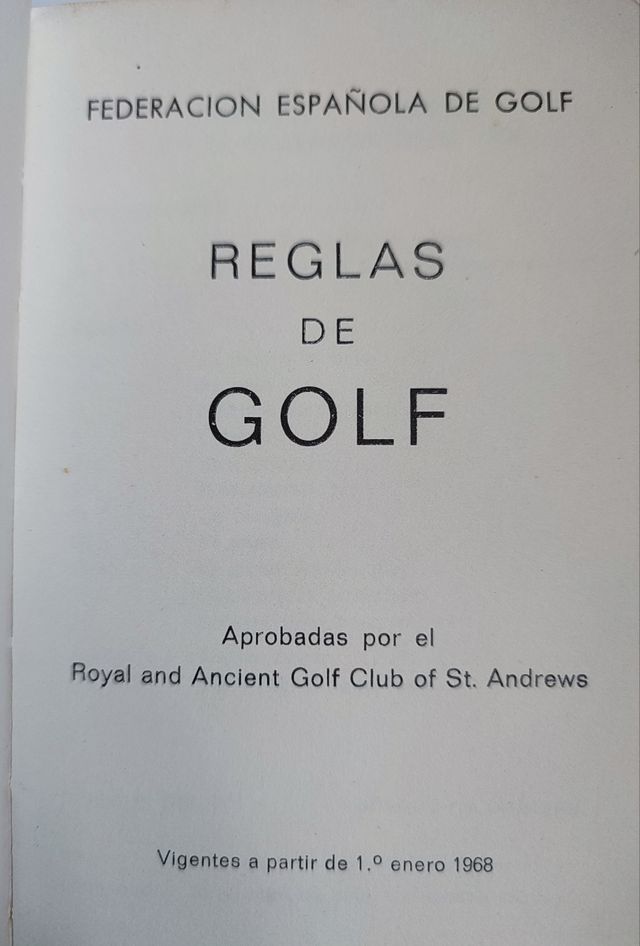 FEDERACION ESPAÑOLA DE GOLF
REGLAS
DE
GOLF
Aprobadas por el
Royal and Ancient Golf Club of St. Andrews
Vigentes a partir de 1.º enero 1968